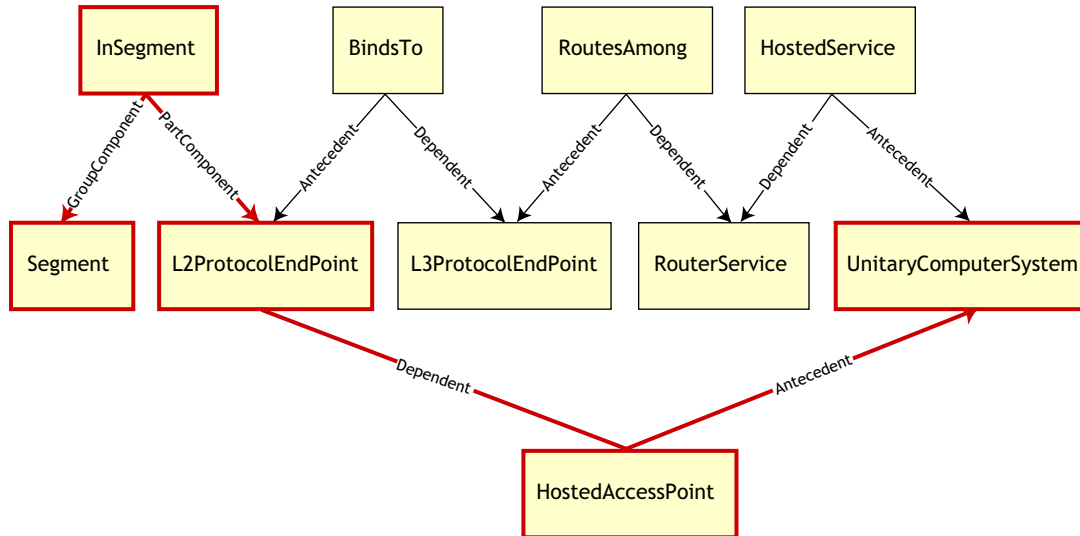 InSegment
BindsTo
RoutesAmong
HostedService
GroupComponent
PartComponent
Antecedent
Dependent
Antecedent
Dependent
Dependent
Antecedent
Segment
L2ProtocolEndPoint
L3ProtocolEndPoint
RouterService
UnitaryComputerSystem
Dependent
Antecedent
HostedAccessPoint